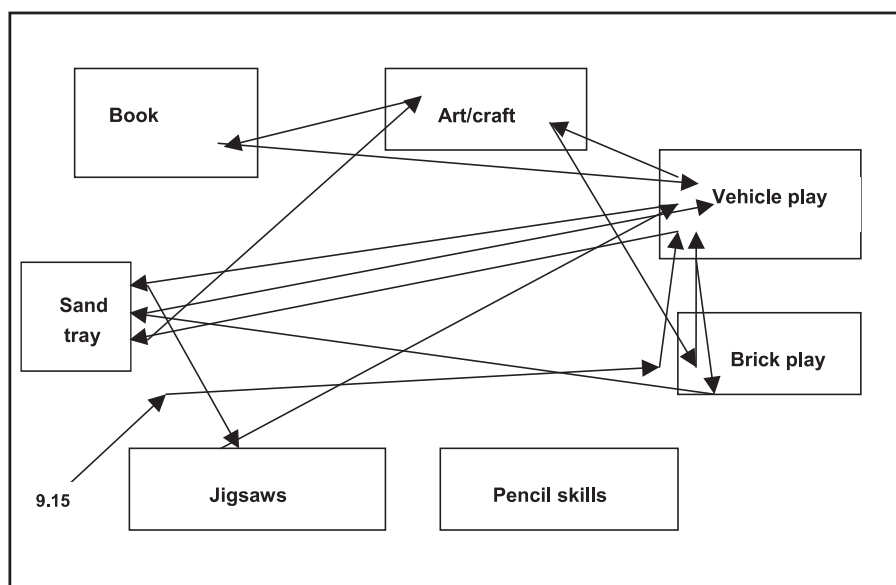 Book
Art/craft
Vehicle play
Sand
tray
Brick play
9.15
Jigsaws
Pencil skills